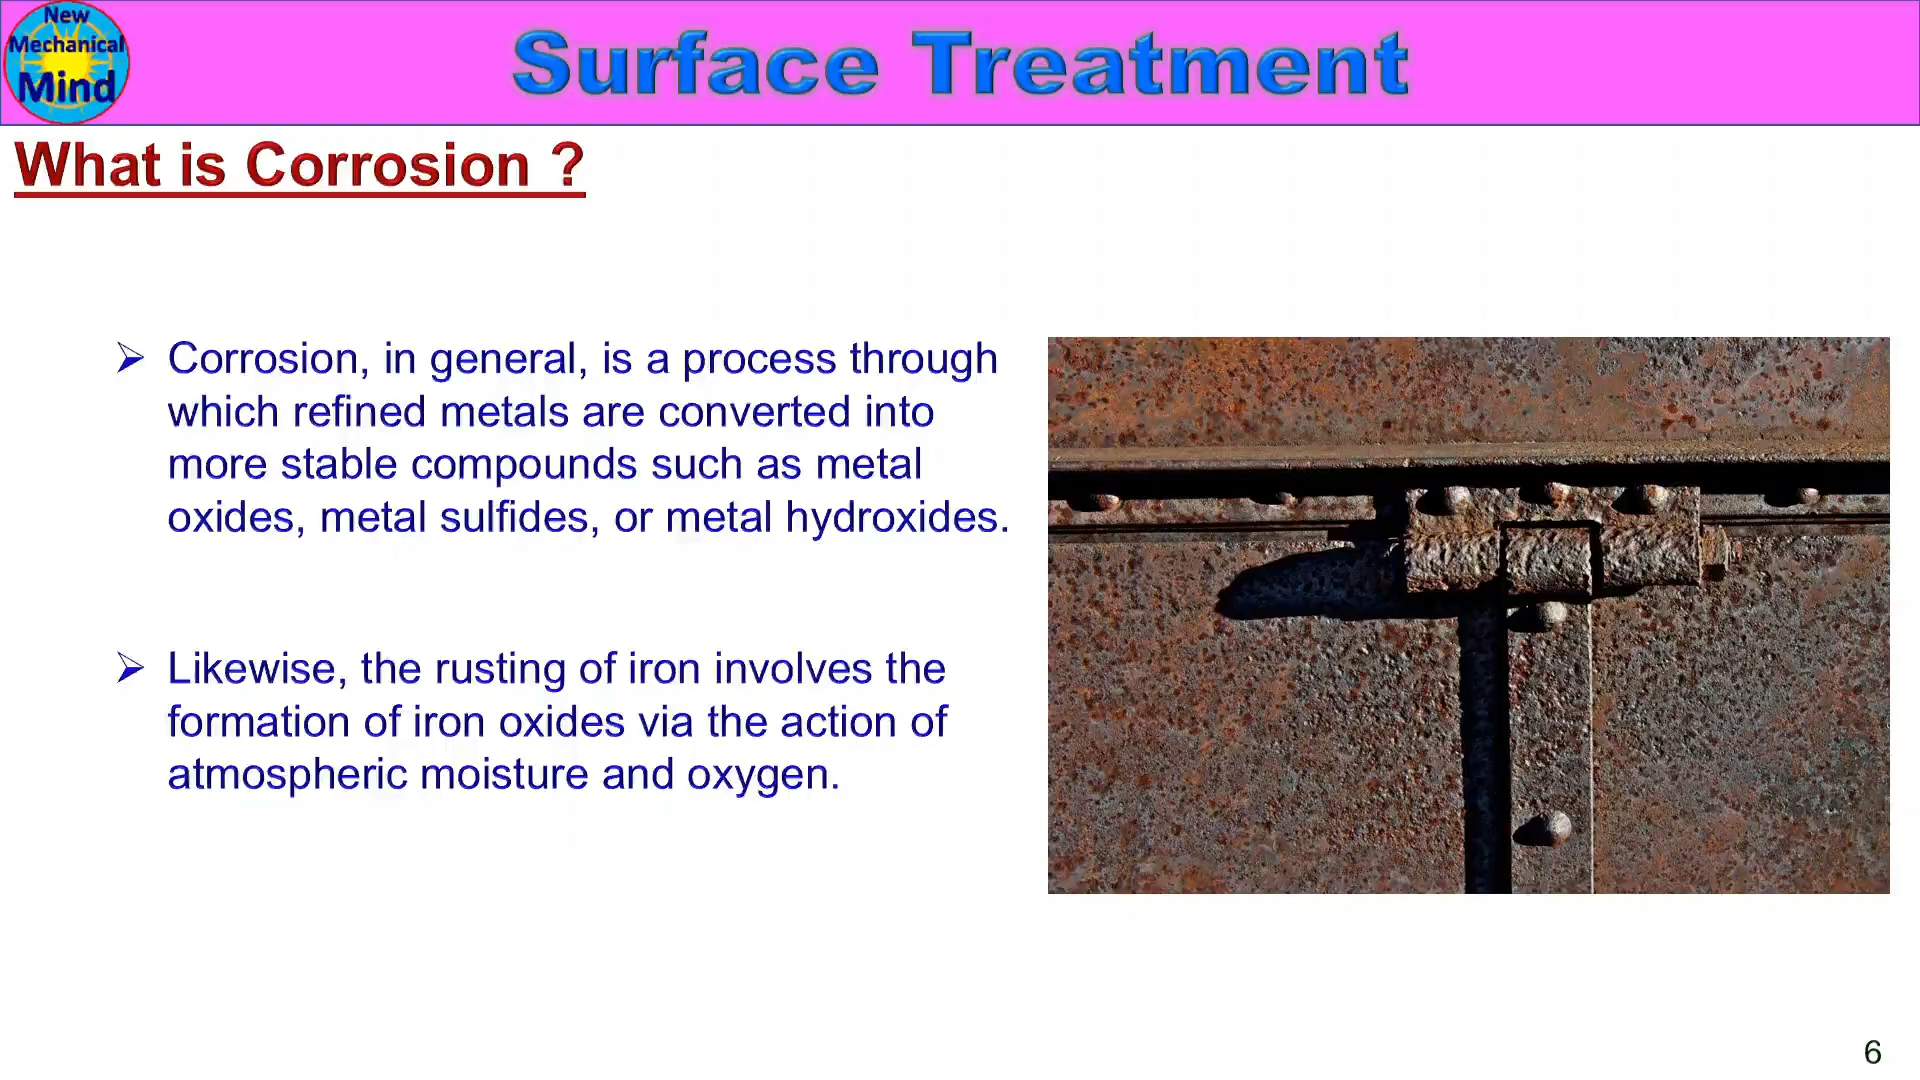 New
Mechanical
Mind
Surface Treatment
What is Corrosion ?
➢ Corrosion, in general, is a process through
which refined metals are converted into
more stable compounds such as metal
oxides, metal sulfides, or metal hydroxides.
➢ Likewise, the rusting of iron involves the
formation of iron oxides via the action of
atmospheric moisture and oxygen.
6